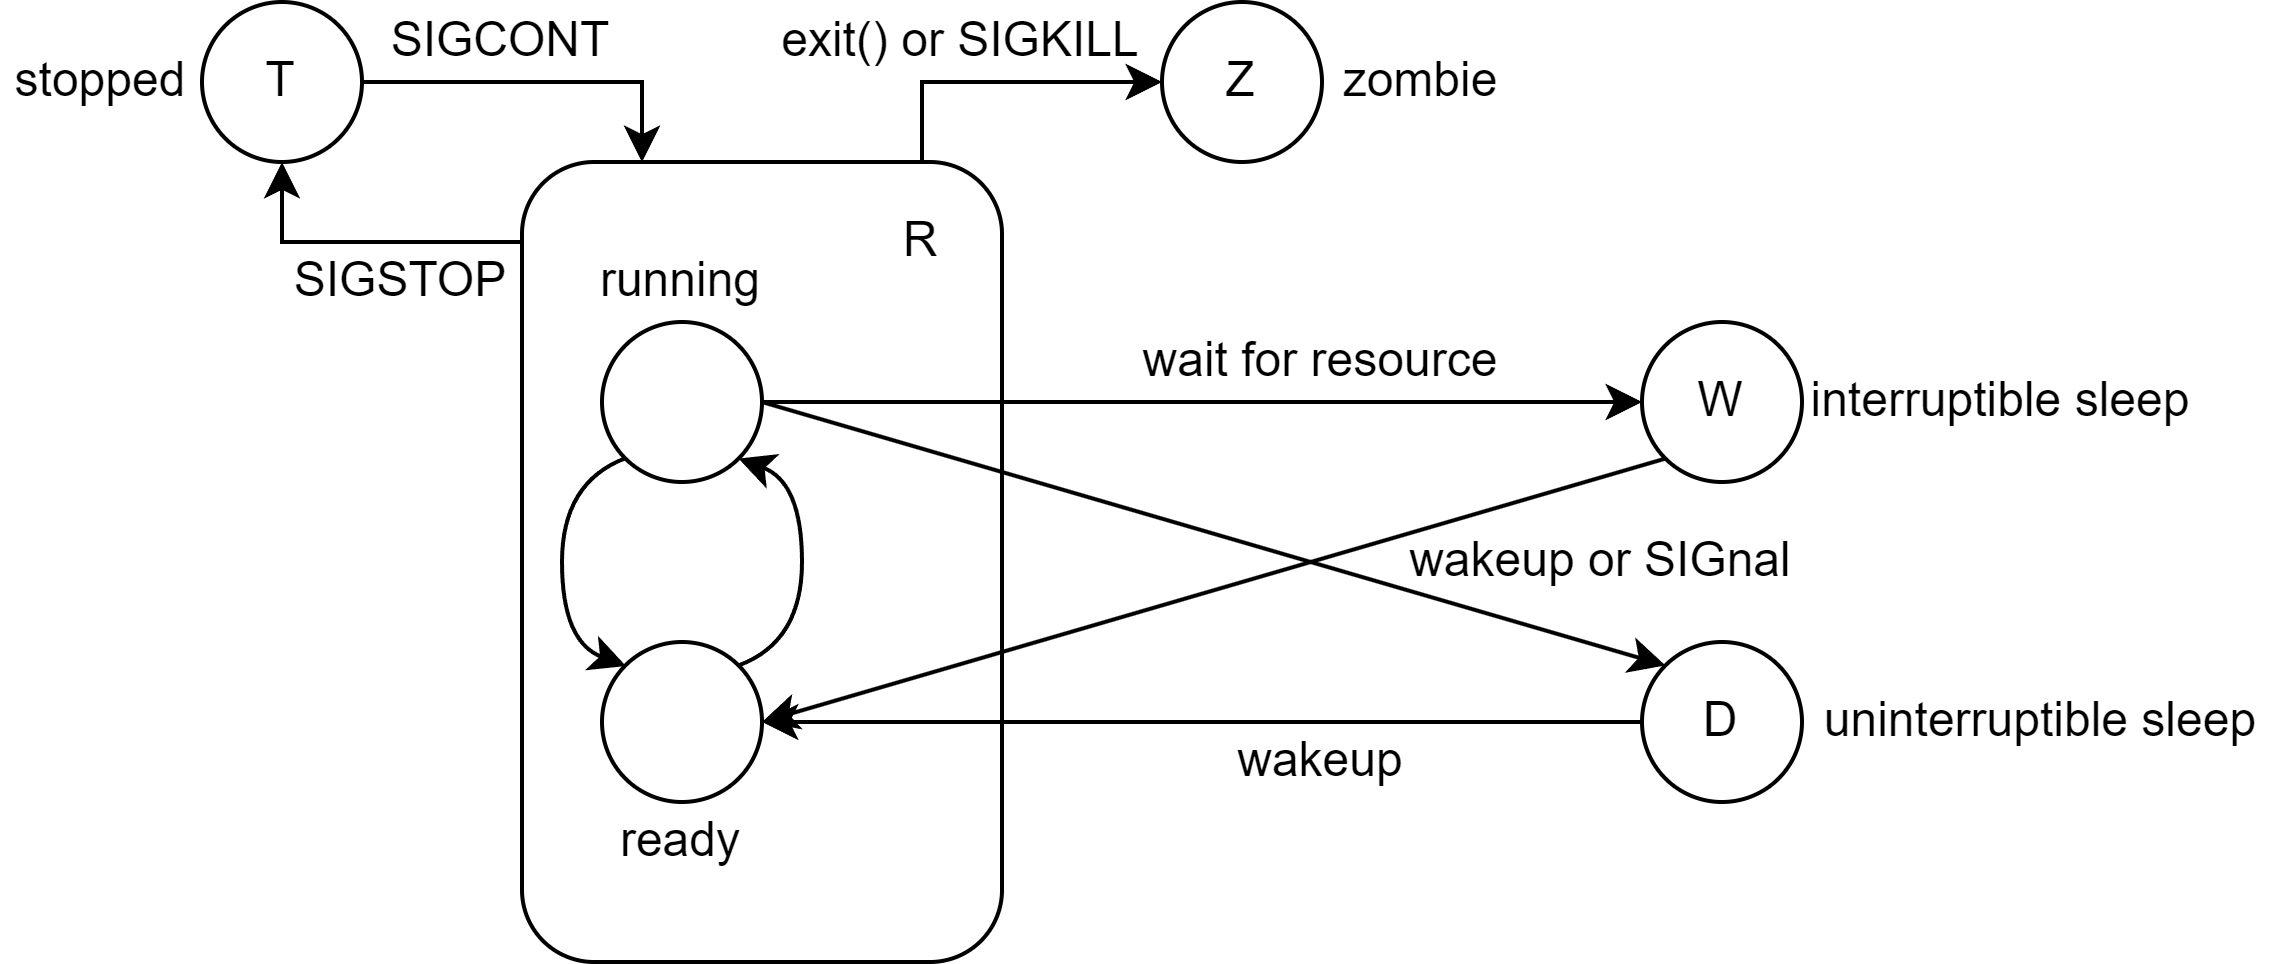 SIGCONT
exit() or SIGKILL
stopped
T
Z
zombie
R
SIGSTOP
running
wait for resource
W
interruptible sleep
wakeup or SIGnal
D
uninterruptible sleep
wakeup
ready